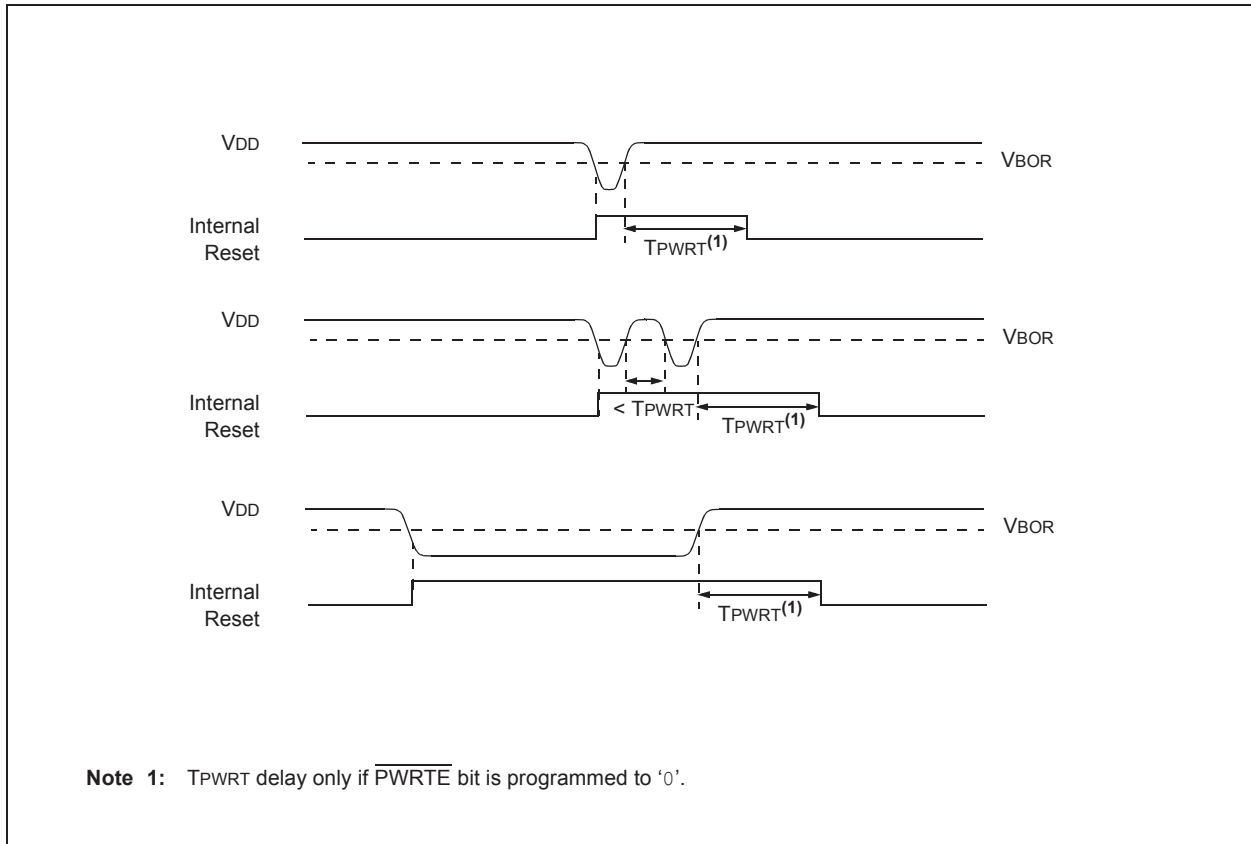 VDD
VBOR
Internal
Reset
TPWRT(1)
VDD
VBOR
Internal
Reset
< TPWRT
TPWRT(1)
VDD
VBOR
Internal
Reset
TPWRT(1)
Note 1: TPWRT delay only if PWRTE bit is programmed to ‘0’.